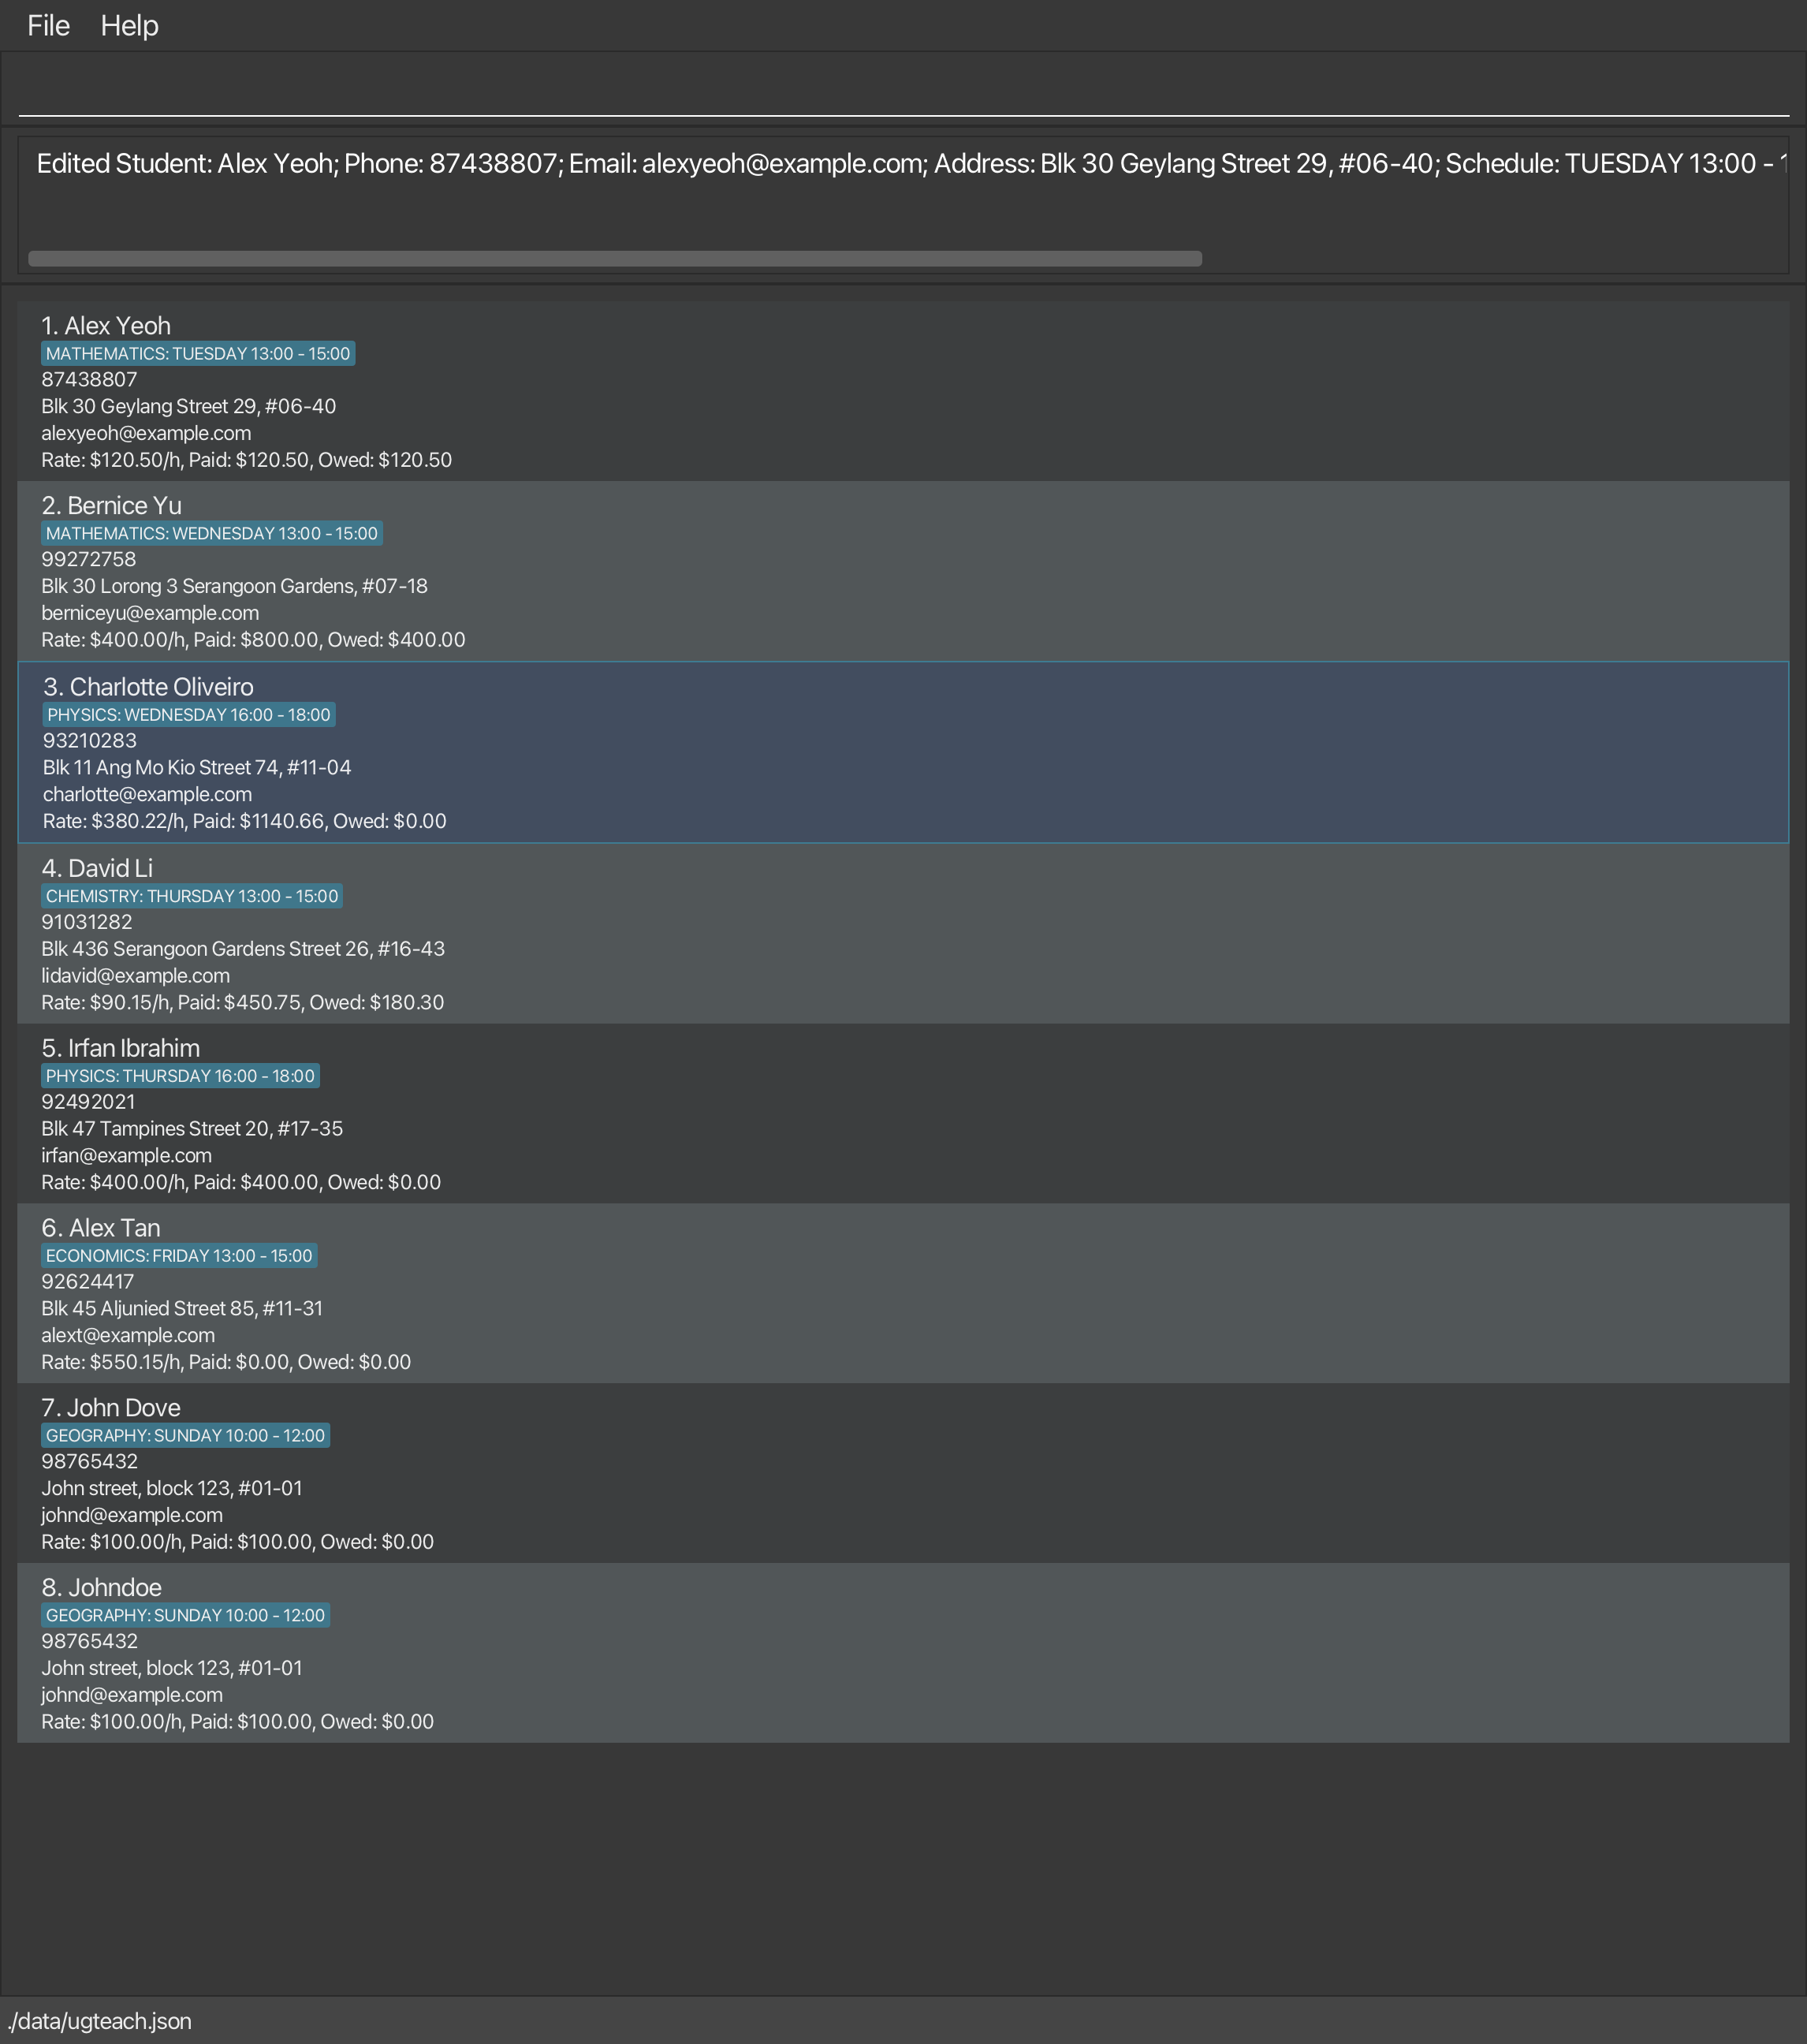 File Help
Edited Student: Alex Yeoh; Phone: 87438807; Email: alexyeoh@example.com; Address: Blk 30 Geylang Street 29, #06-40; Schedule: TUESDAY 13:00 -
1. Alex Yeoh
MATHEMATICS: TUESDAY 13:00 - 15:00
87438807
Blk 30 Geylang Street 29, #06-40
alexyeoh@example.com
Rate: $120.50/h, Paid: $120.50, Owed: $120.50
2. Bernice Yu
MATHEMATICS: WEDNESDAY 13:00 - 15:00
99272758
Blk 30 Lorong 3 Serangoon Gardens, #07-18
berniceyu@example.com
Rate: $400.00/h, Paid: $800.00, Owed: $400.00
3. Charlotte Oliveiro
PHYSICS: WEDNESDAY 16:00 - 18:00
93210283
Blk 11 Ang Mo Kio Street 74, #11-04
charlotte@example.com
Rate: $380.22/h, Paid: $1140.66, Owed: $0.00
4. David Li
CHEMISTRY: THURSDAY 13:00 - 15:00
91031282
Blk 436 Serangoon Gardens Street 26, #16-43
lidavid@example.com
Rate: $90.15/h, Paid: $450.75, Owed: $180.30
5. Irfan Ibrahim
PHYSICS: THURSDAY 16:00 - 18:00
92492021
Blk 47 Tampines Street 20, #17-35
irfan@example.com
Rate: $400.00/h, Paid: $400.00, Owed: $0.00
6. Alex Tan
ECONOMICS: FRIDAY 13:00 - 15:00
92624417
Blk 45 Aljunied Street 85, #11-31
alext@example.com
Rate: $550.15/h, Paid: $0.00, Owed: $0.00
7. John Dove
GEOGRAPHY: SUNDAY 10:00 - 12:00
98765432
John street, block 123, #01-01
johnd@example.com
Rate: $100.00/h, Paid: $100.00, Owed: $0.00
8. Johndoe
GEOGRAPHY: SUNDAY 10:00 - 12:00
98765432
John street, block 123, #01-01
johnd@example.com
Rate: $100.00/h, Paid: $100.00, Owed: $0.00
./data/ugteach.json